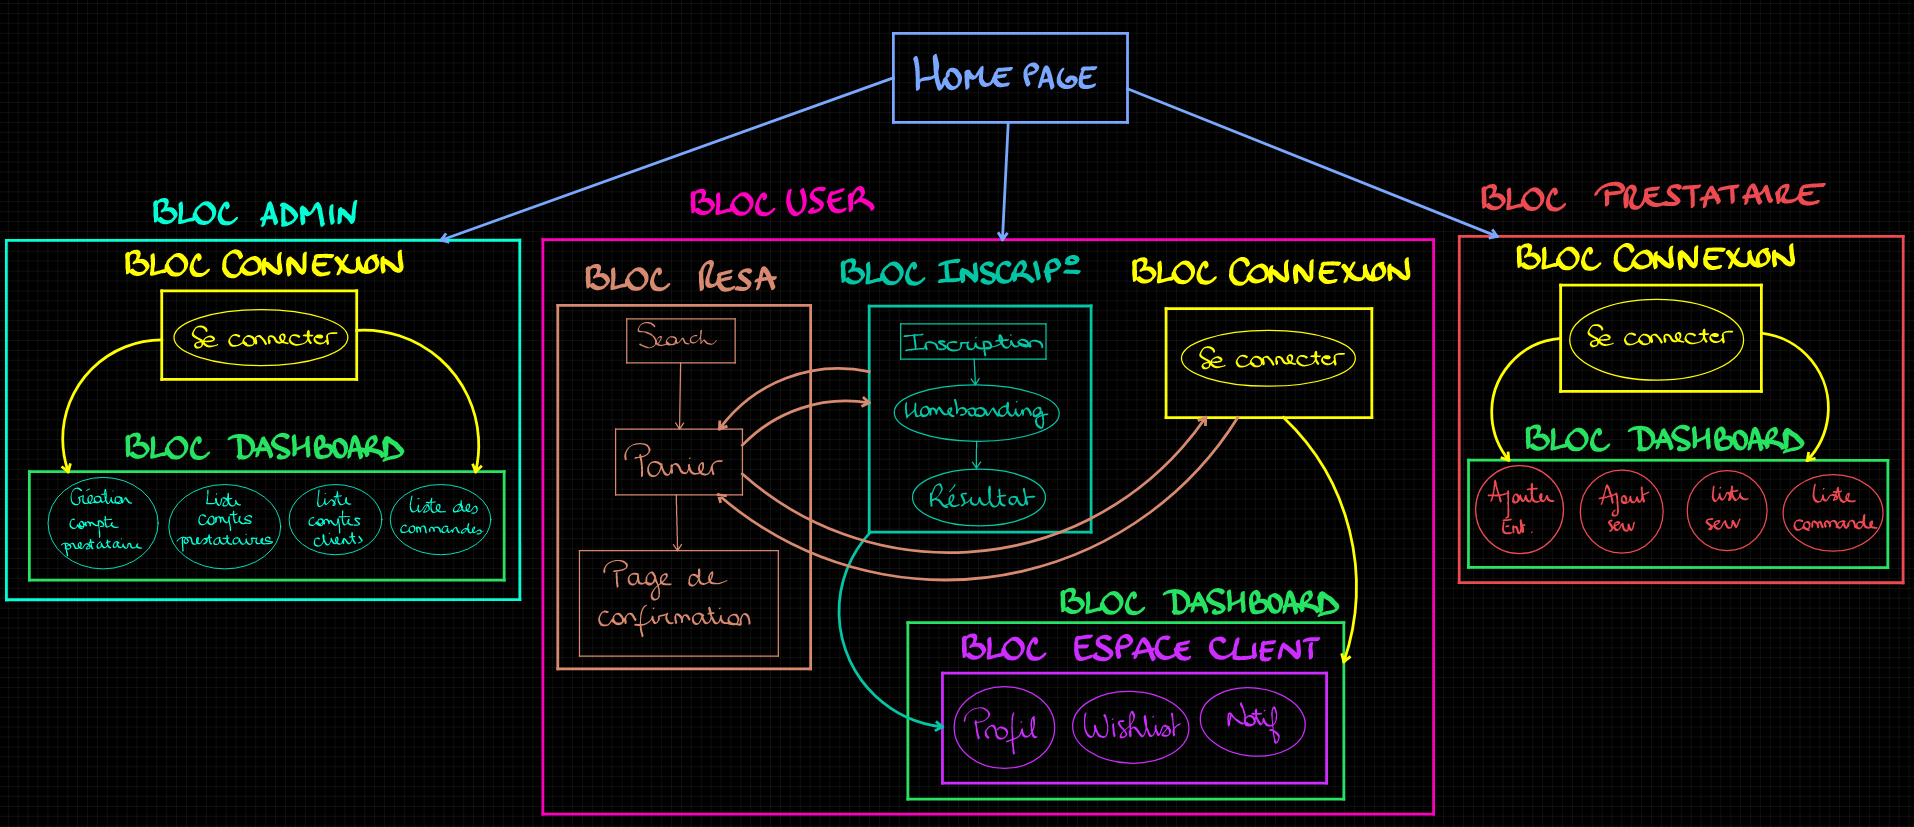 HOME PAGE
BLOC ADMIN
BLOC CONNEXION
Se connecter
BLOC DASHBOARD
Création
compte
prestataire
Liste
comptes
prestataires
liste
comptes
clients
liste des
commandes
BLOC USER
BLOC RESA
Search
Panier
Page de
confirmation
BLOC INSCRIPº
Inscription
Homeboarding
Résultat
BLOC CONNEXION
Se connecter
BLOC DASHBOARD
BLOC ESPACE CLIENT
Profil
Wishlist
Notif
BLOC PRESTATAIRE
BLOC CONNEXION
Se connecter
BLOC DASHBOARD
Ajouter
Ent.
Ajout
serv
liste
serv
liste
commande